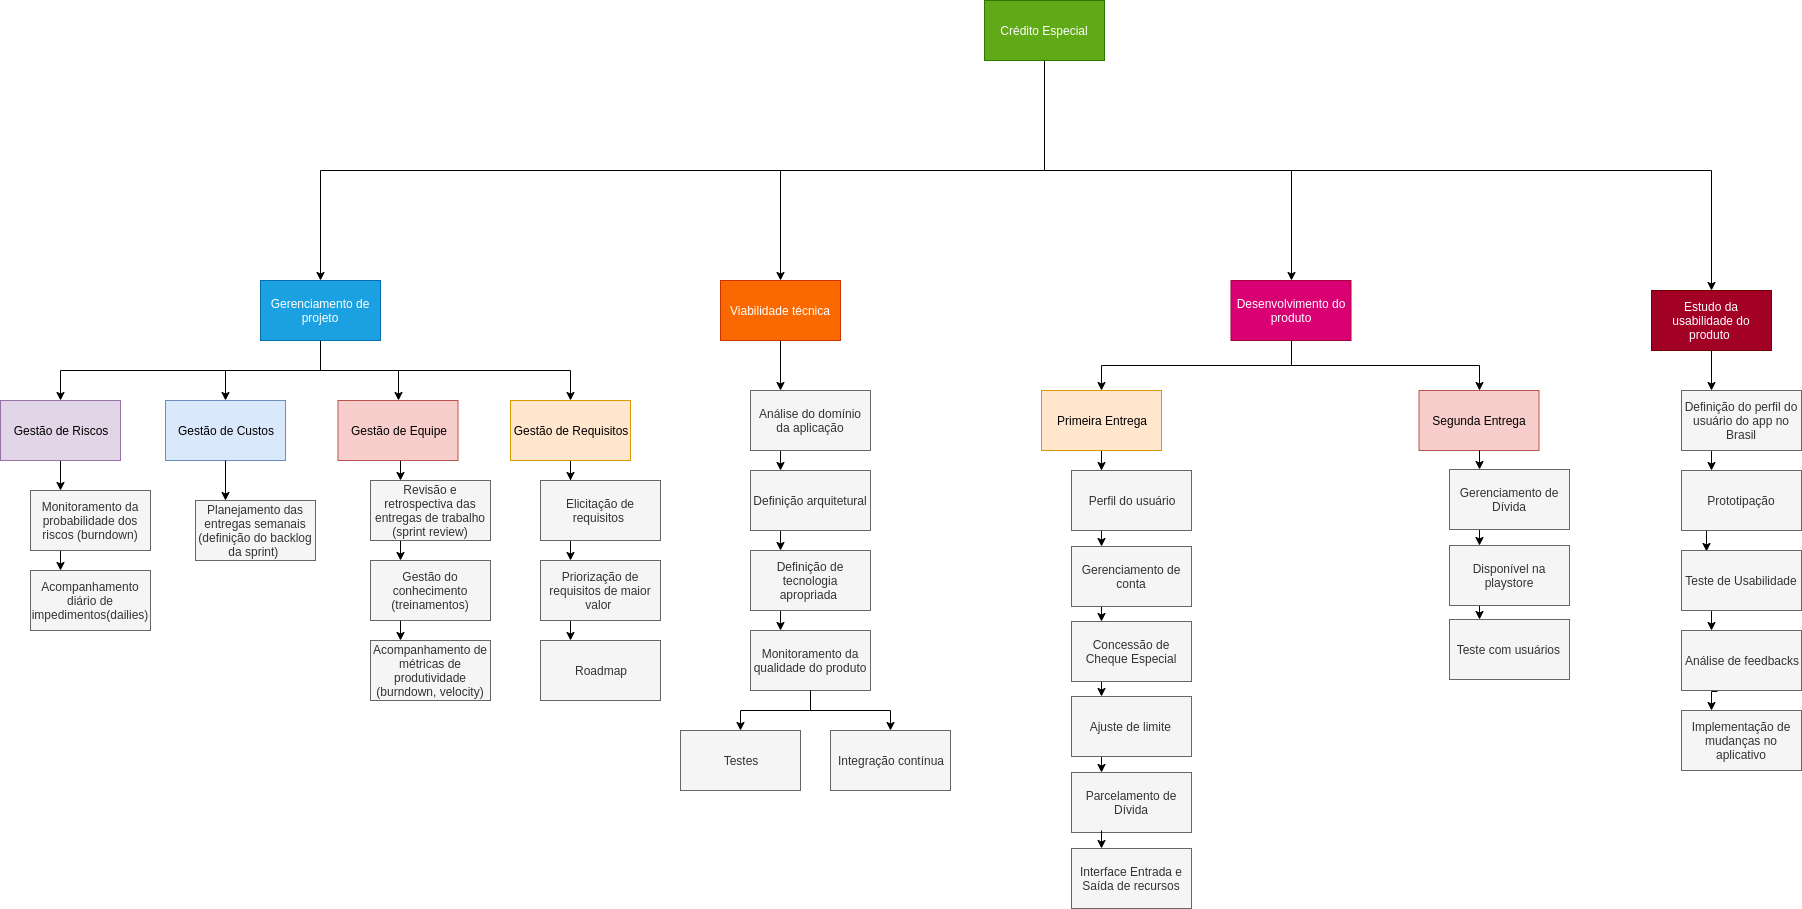 Crédito Especial
Gerenciamento de
projeto
Viabilidade técnica
Desenvolvimento do
produto
Estudo da
usabilidade do
produto
Gestão de Riscos
Monitoramento da
probabilidade dos
riscos (burndown)
Acompanhamento
diário de
impedimentos(dailies)
Gestão de Custos
Planejamento das
entregas semanais
(definição do backlog
da sprint)
Gestão de Equipe
Revisão e
retrospectiva das
entregas de trabalho
(sprint review)
Gestão do
conhecimento
(treinamentos)
Acompanhamento de
métricas de
produtividade
(burndown, velocity)
Gestão de Requisitos
Elicitação de
requisitos
Priorização de
requisitos de maior
valor
Roadmap
Análise do domínio
da aplicação
Definição arquitetural
Definição de
tecnologia
apropriada
Monitoramento da
qualidade do produto
Testes
Integração contínua
Primeira Entrega
Perfil do usuário
Gerenciamento de
conta
Concessão de
Cheque Especial
Ajuste de limite
Parcelamento de
Dívida
Interface Entrada e
Saída de recursos
Segunda Entrega
Gerenciamento de
Dívida
Disponível na
playstore
Teste com usuários
Definição do perfil do
usuário do app no
Brasil
Prototipação
Teste de Usabilidade
Análise de feedbacks
Implementação de
mudanças no
aplicativo